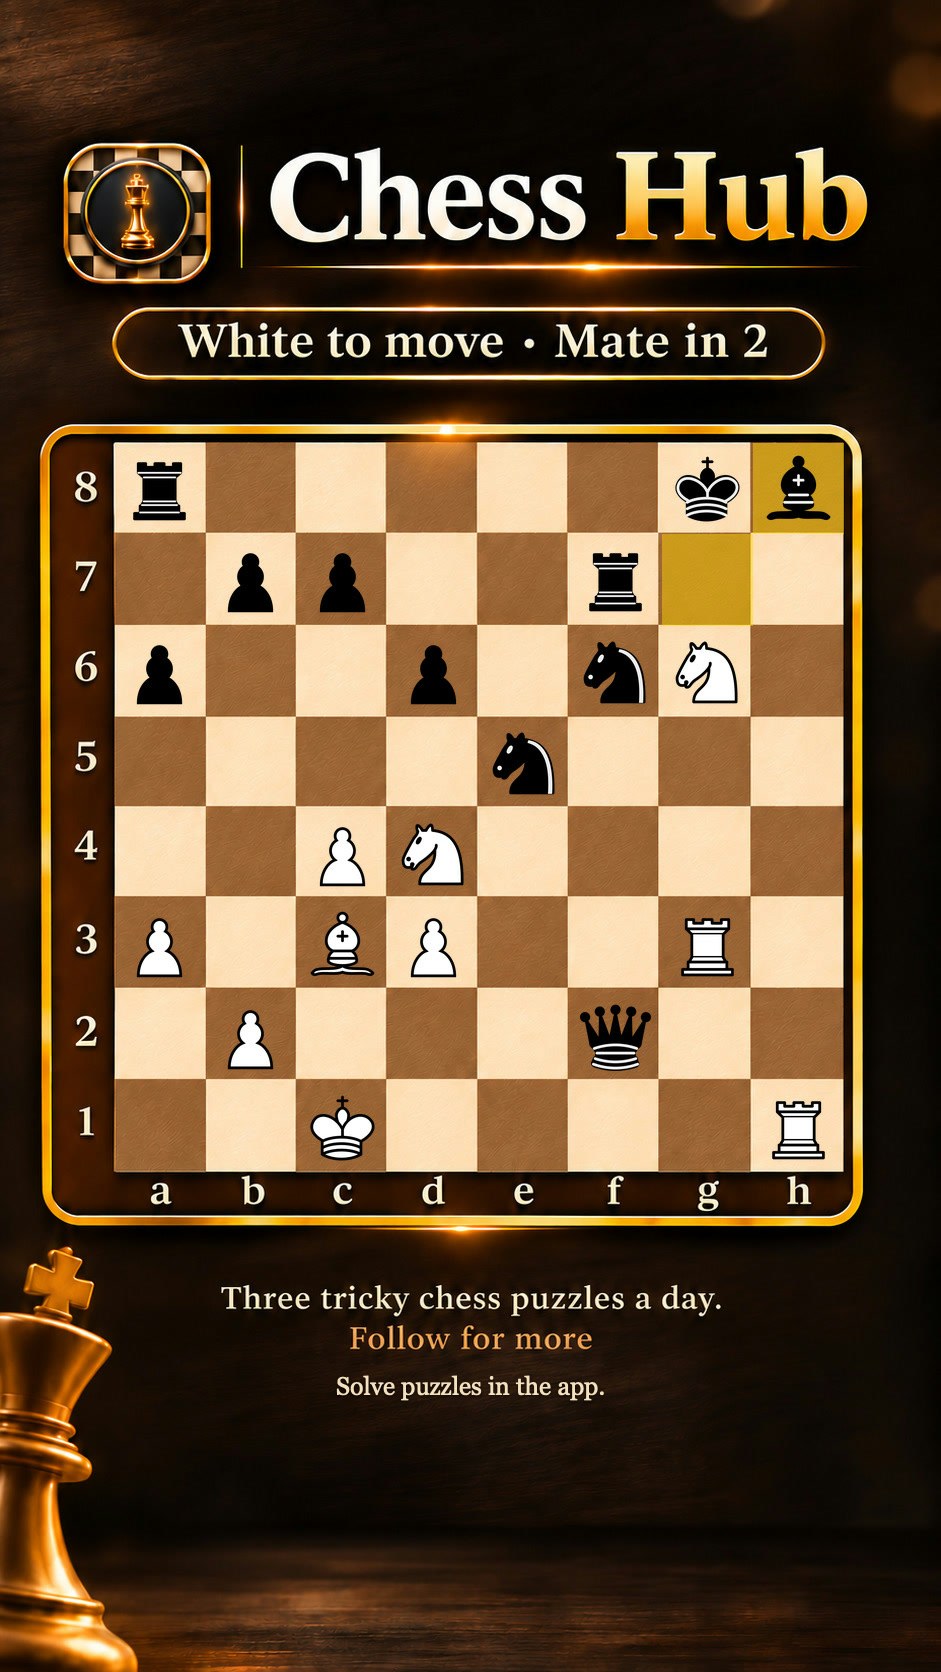 Chess Hub
White to move • Mate in 2
8
7
6
5
4
3
2
1
a b c d e f g h
Three tricky chess puzzles a day.
Follow for more
Solve puzzles in the app.